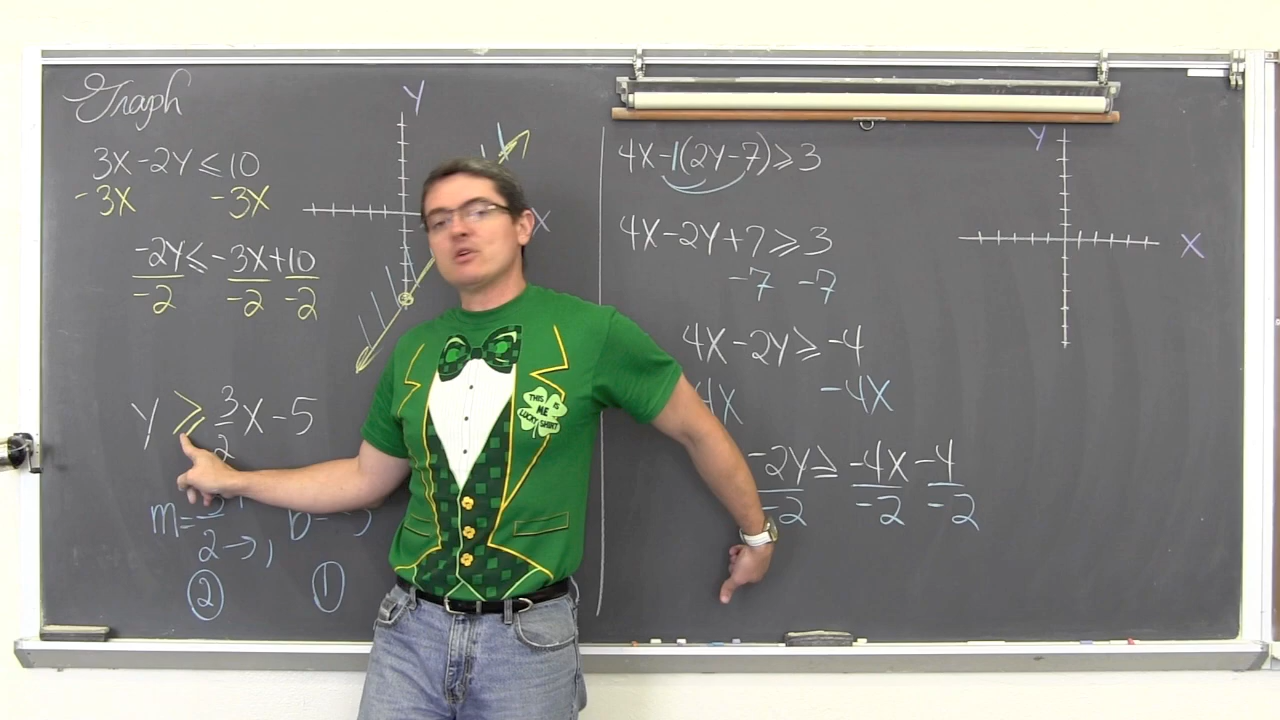 Graph
3X-2Y≤10
-3X -3X
-2Y≤-3X+10
-2 -2 -2
Y ≥ 3/2 X-5
m=
2→,
② ①
Y
X
4X-1(2Y-7)≥3
4X-2Y+7≥3
-7 -7
4X-2Y≥-4
4X -4X
-2Y≥-4X-4
-2 -2 -2
Y
X
THIS IS
ME
LUCKY SHIRT